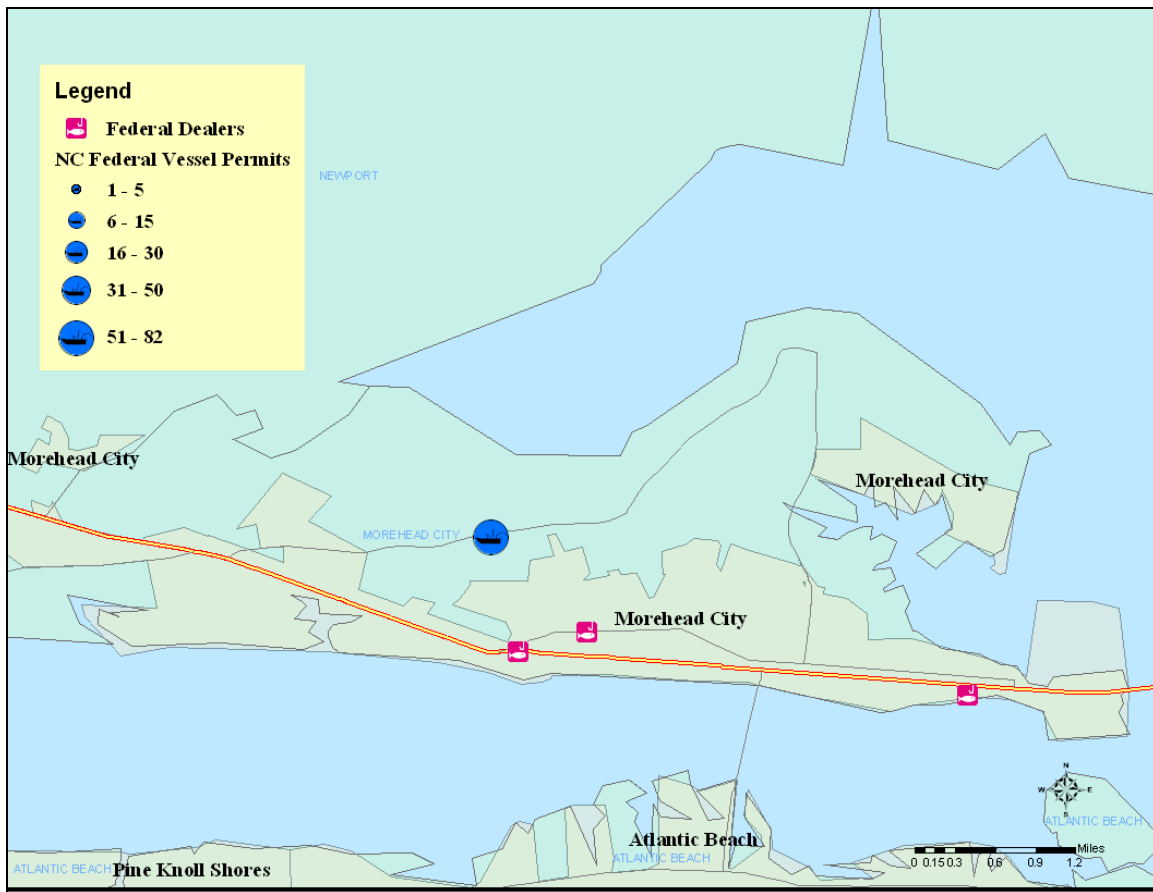 Legend
Federal Dealers
NC Federal Vessel Permits
1 - 5
6 - 15
16 - 30
31 - 50
51 - 82
NEWPORT
Morehead City
Morehead City
MOREHEAD CITY
Morehead City
N
W E
S
ATLANTIC BEACH
Atlantic Beach
ATLANTIC BEACH
Miles
0 0.15 0.3 0.6 0.9 1.2
ATLANTIC BEACH
Pine Knoll Shores